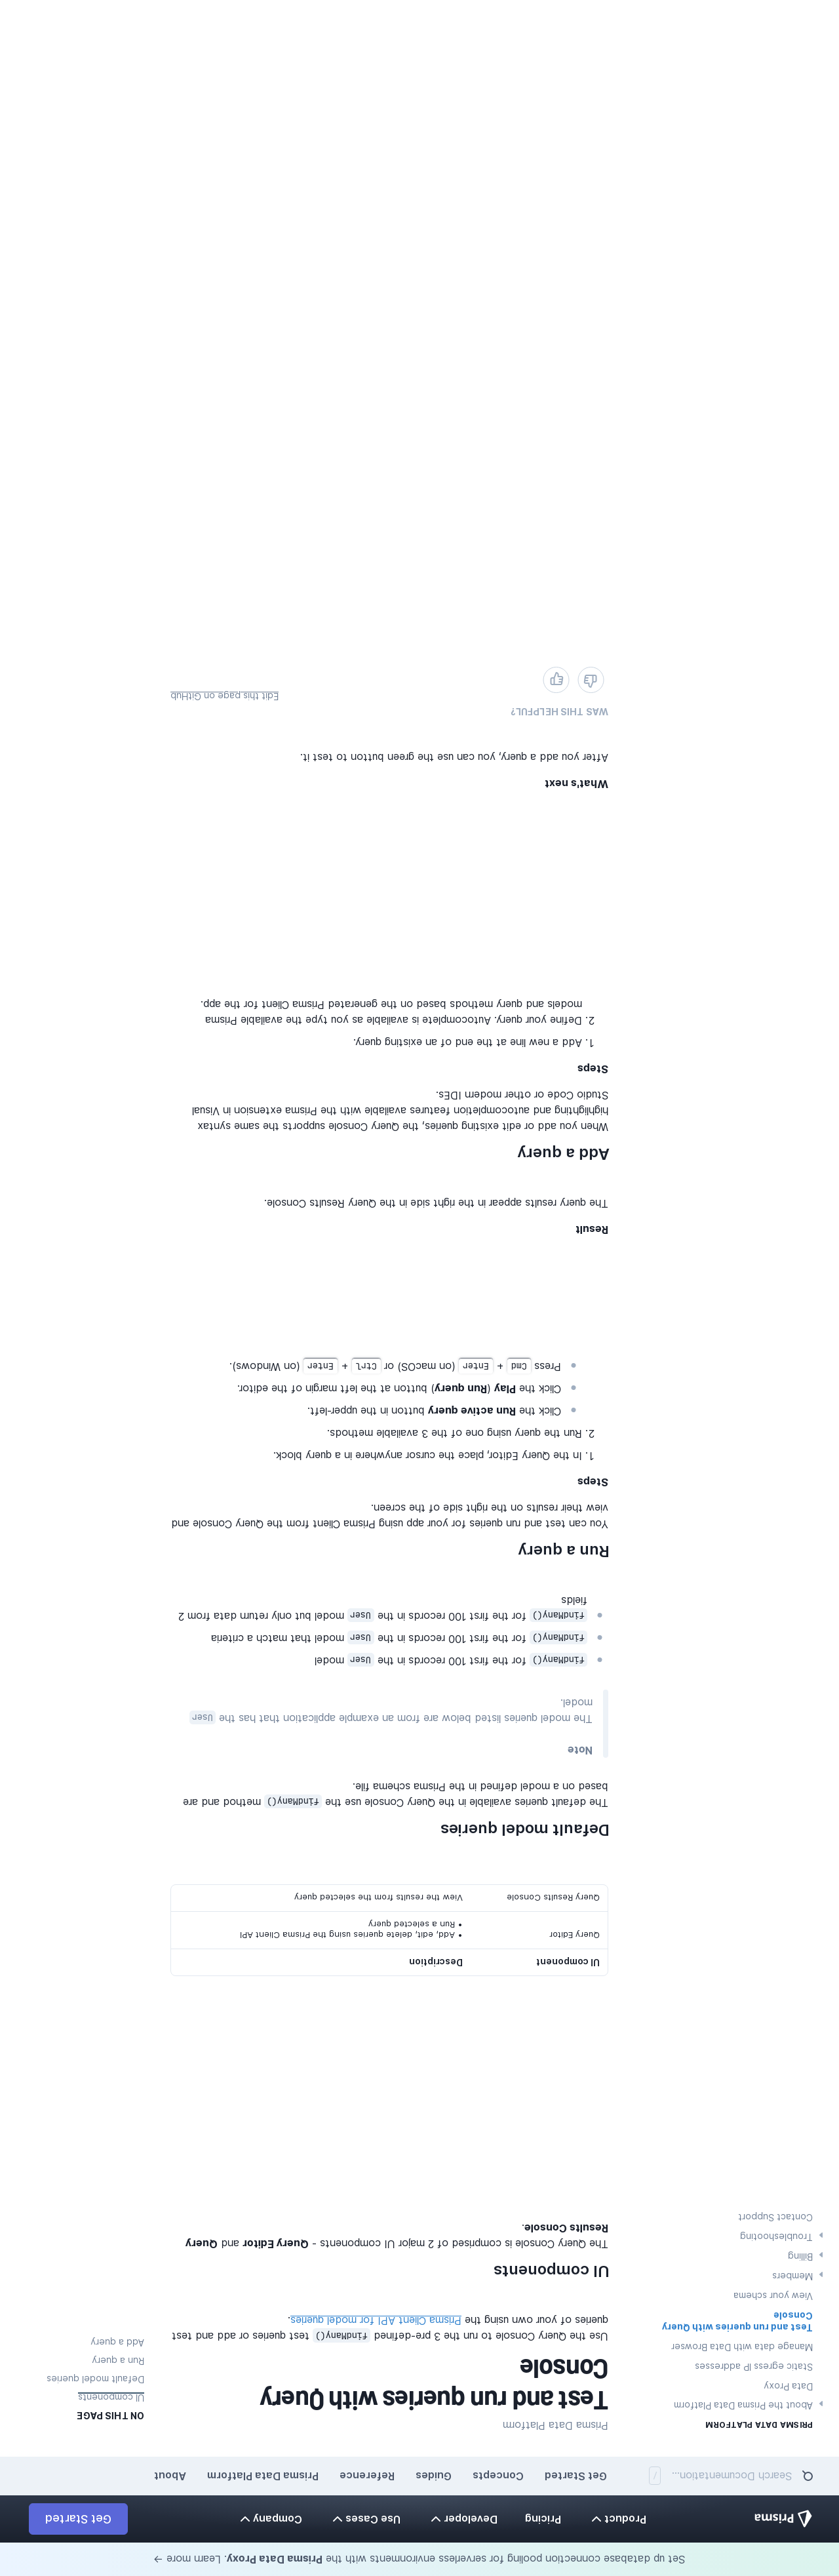 Set up database connection pooling for serverless environments with the Prisma Data Proxy. Learn more →
Prisma
Product
Pricing
Developer
Use Cases
Company
Get Started
Search Documentation...
/
Get Started
Concepts
Guides
Reference
Prisma Data Platform
About
PRISMA DATA PLATFORM
About the Prisma Data Platform
Data Proxy
Static egress IP addresses
Manage data with Data Browser
Test and run queries with Query
Console
View your schema
Members
Billing
Troubleshooting
Contact Support
Prisma Data Platform
Test and run queries with Query
Console
Use the Query Console to run the 3 pre-defined findMany() test queries or add and test
queries of your own using the Prisma Client API for model queries.
UI components
The Query Console is comprised of 2 major UI components - Query Editor and Query
Results Console.
UI component Description
Query Editor
• Add, edit, delete queries using the Prisma Client API
• Run a selected query
Query Results Console View the results from the selected query
Default model queries
The default queries available in the Query Console use the findMany() method and are
based on a model defined in the Prisma schema file.
Note
The model queries listed below are from an example application that has the User
model.
findMany() for the first 100 records in the User model
findMany() for the first 100 records in the User model that match a criteria
findMany() for the first 100 records in the User model but only return data from 2
fields
Run a query
You can test and run queries for your app using Prisma Client from the Query Console and
view their results on the right side of the screen.
Steps
1. In the Query Editor, place the cursor anywhere in a query block.
2. Run the query using one of the 3 available methods.
Click the Run active query button in the upper-left.
Click the Play (Run query) button at the left margin of the editor.
Press Cmd + Enter (on macOS) or Ctrl + Enter (on Windows).
Result
The query results appear in the right side in the Query Results Console.
Add a query
When you add or edit existing queries, the Query Console supports the same syntax
highlighting and autocompletion features available with the Prisma extension in Visual
Studio Code or other modern IDEs.
Steps
1. Add a new line at the end of an existing query.
2. Define your query. Autocomplete is available as you type the available Prisma
models and query methods based on the generated Prisma Client for the app.
What's next
After you add a query, you can use the green button to test it.
WAS THIS HELPFUL?
Edit this page on GitHub
ON THIS PAGE
UI components
Default model queries
Run a query
Add a query